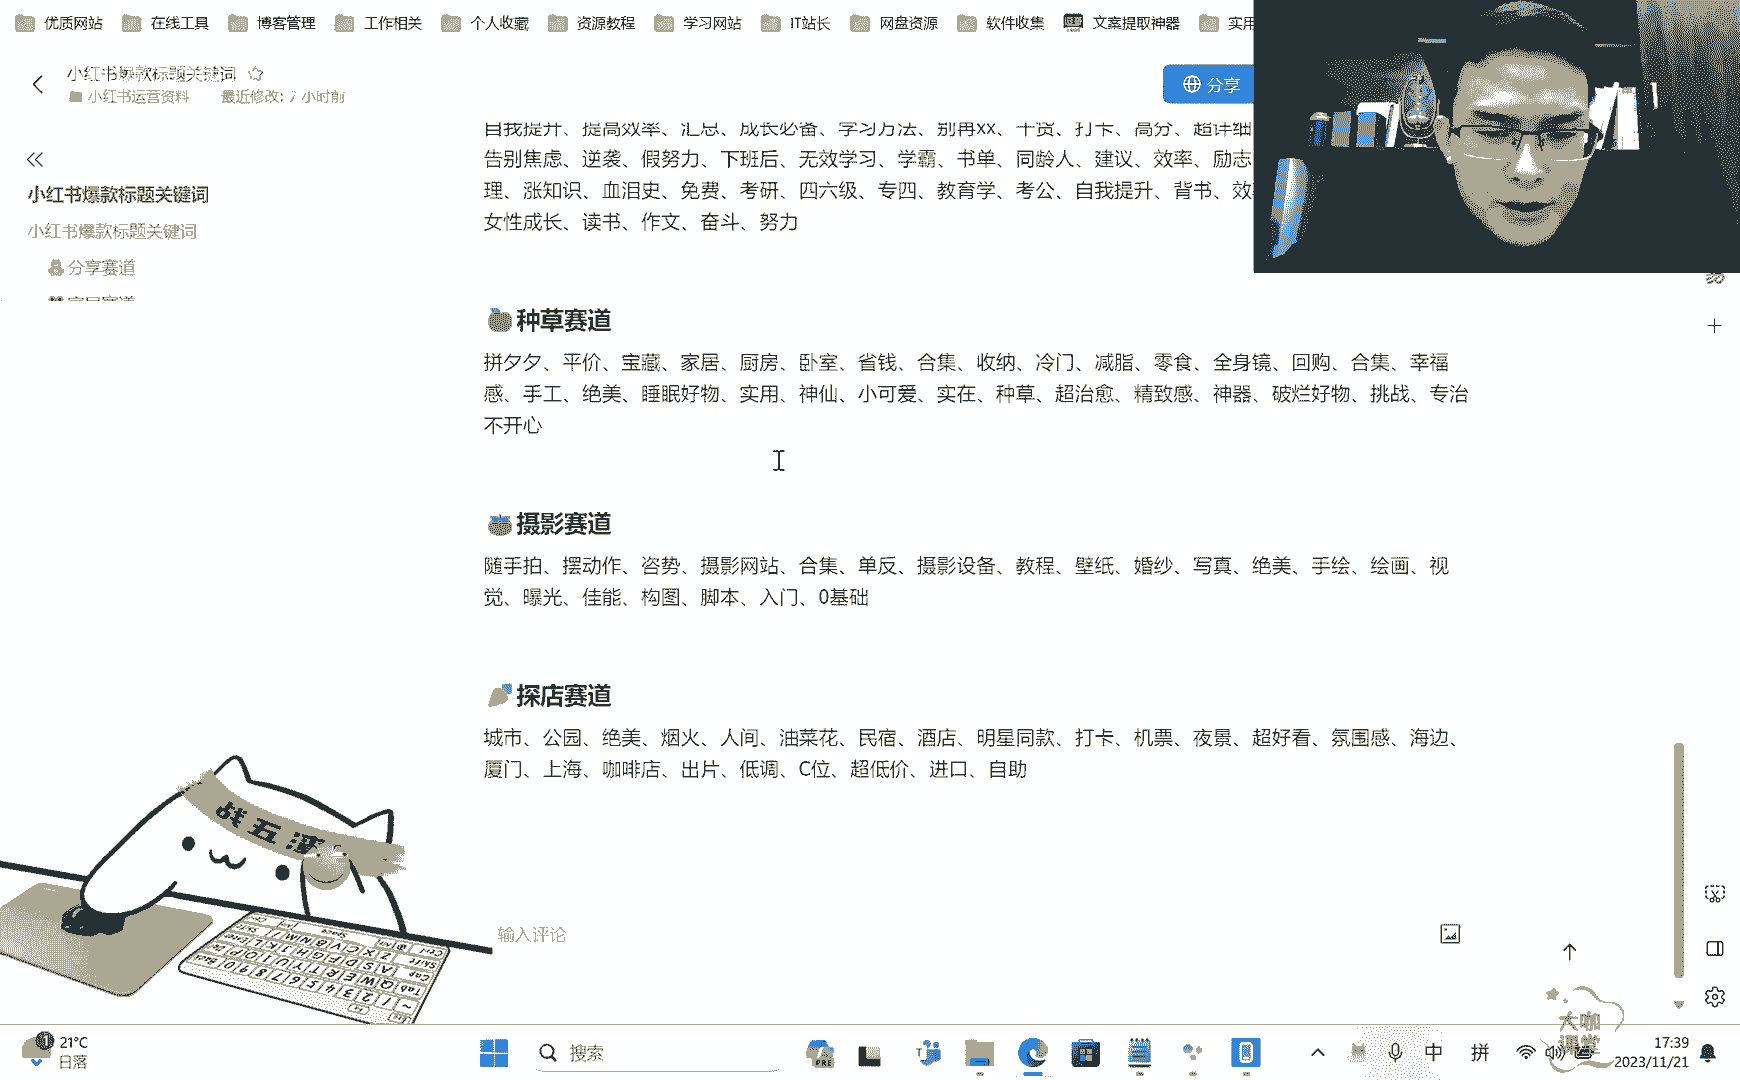 优质网站 在线工具 博客管理 工作相关 个人收藏 资源教程 学习网站 IT站长 网盘资源 软件收集 文案提取神器 实用
小红书爆款标题关键词
小红书运营资料 最近修改: 7 小时前
分享
自我提升、提高效率、汇总、成长必备、学习方法、别再xx、干货、打卡、高分、超详细
告别焦虑、逆袭、假努力、下班后、无效学习、学霸、书单、同龄人、建议、效率、励志
理、涨知识、血泪史、免费、考研、四六级、专四、教育学、考公、自我提升、背书、效
女性成长、读书、作文、奋斗、努力
小红书爆款标题关键词
小红书爆款标题关键词
分享赛道
家居赛道
种草赛道
拼夕夕、平价、宝藏、家居、厨房、卧室、省钱、合集、收纳、冷门、减脂、零食、全身镜、回购、合集、幸福
感、手工、绝美、睡眠好物、实用、神仙、小可爱、实在、种草、超治愈、精致感、神器、破烂好物、挑战、专治
不开心
摄影赛道
随手拍、摆动作、咨势、摄影网站、合集、单反、摄影设备、教程、壁纸、婚纱、写真、绝美、手绘、绘画、视
觉、曝光、佳能、构图、脚本、入门、0基础
探店赛道
城市、公园、绝美、烟火、人间、油菜花、民宿、酒店、明星同款、打卡、机票、夜景、超好看、氛围感、海边、
厦门、上海、咖啡店、出片、低调、C位、超低价、进口、自助
战五渣
输入评论
大咖
课堂
21°C
日落
搜索
PRE
中 拼
17:39
2023/11/21